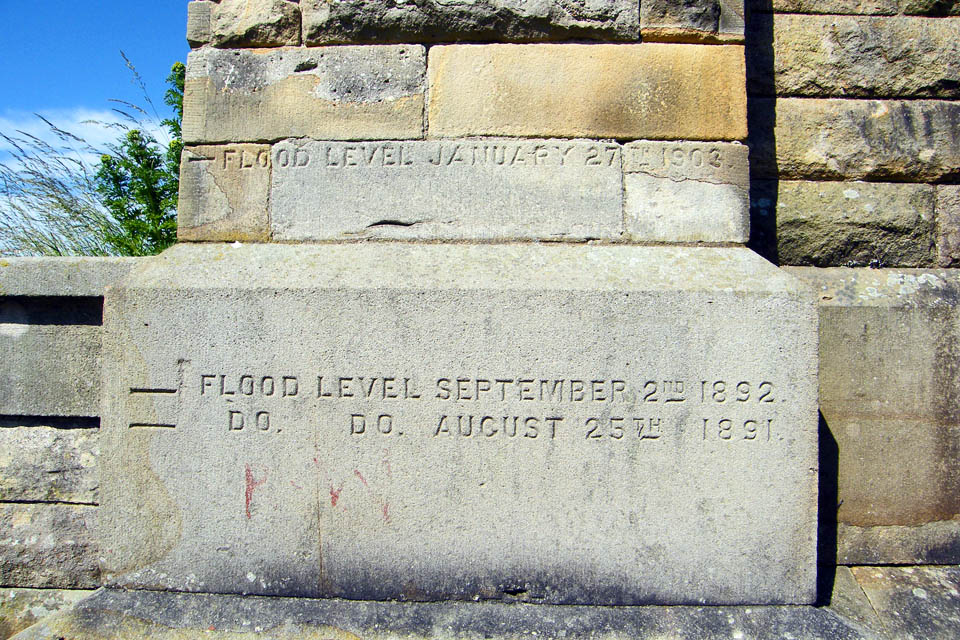 FLOOD LEVEL JANUARY 27TH 1903
FLOOD LEVEL SEPTEMBER 2ND 1892.
DO. DO. AUGUST 25TH 1891.